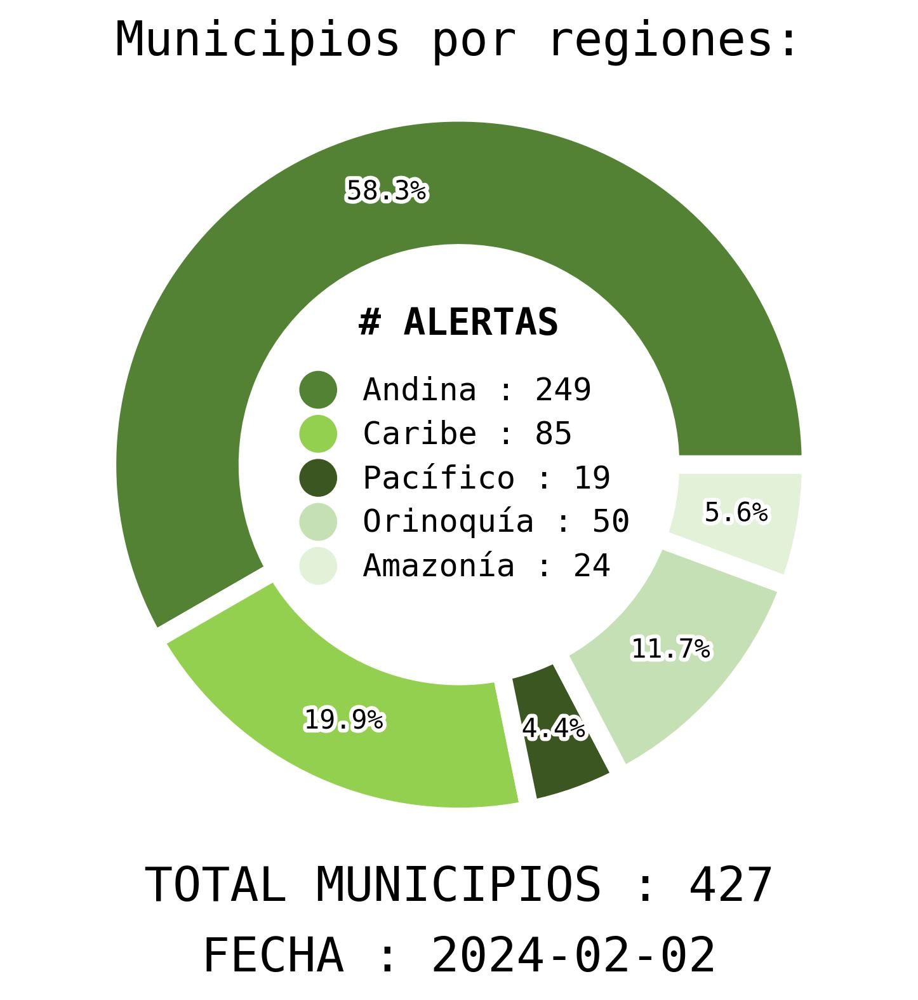 Municipios por regiones:
58.3%
# ALERTAS
Andina : 249
Caribe : 85
Pacífico : 19
Orinoquía : 50
Amazonía : 24
5.6%
11.7%
19.9%
4.4%
TOTAL MUNICIPIOS : 427
FECHA : 2024-02-02